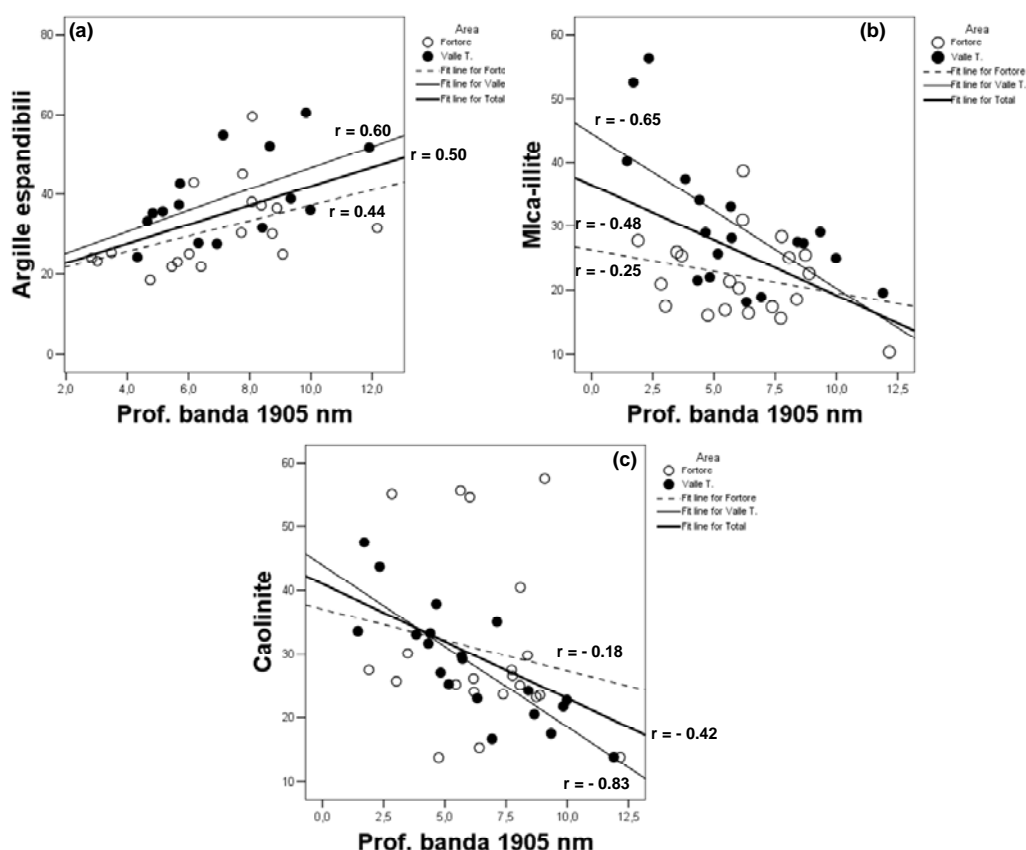 (a)
Area
Fortore
Valle T.
Fit line for Fortc
Fit line for Valle
Fit line for Total
r = 0.60
r = 0.50
r = 0.44
80
60
40
20
0
Argille espandibili
2,0 4,0 6,0 8,0 10,0 12,0
Prof. banda 1905 nm
(b)
Area
Fortore
Valle T.
Fit line for Fortore
Fit line for Valle T.
Fit line for Total
r = - 0.65
r = - 0.48
r = - 0.25
60
50
40
30
20
10
MIca-illite
0,0 2,5 5,0 7,5 10,0 12,5
Prof. banda 1905 nm
(c)
Area
Fortore
Valle T.
Fit line for Fortore
Fit line for Valle T.
Fit line for Total
r = - 0.18
r = - 0.42
r = - 0.83
60
50
40
30
20
10
Caolinite
0,0 2,5 5,0 7,5 10,0 12,5
Prof. banda 1905 nm